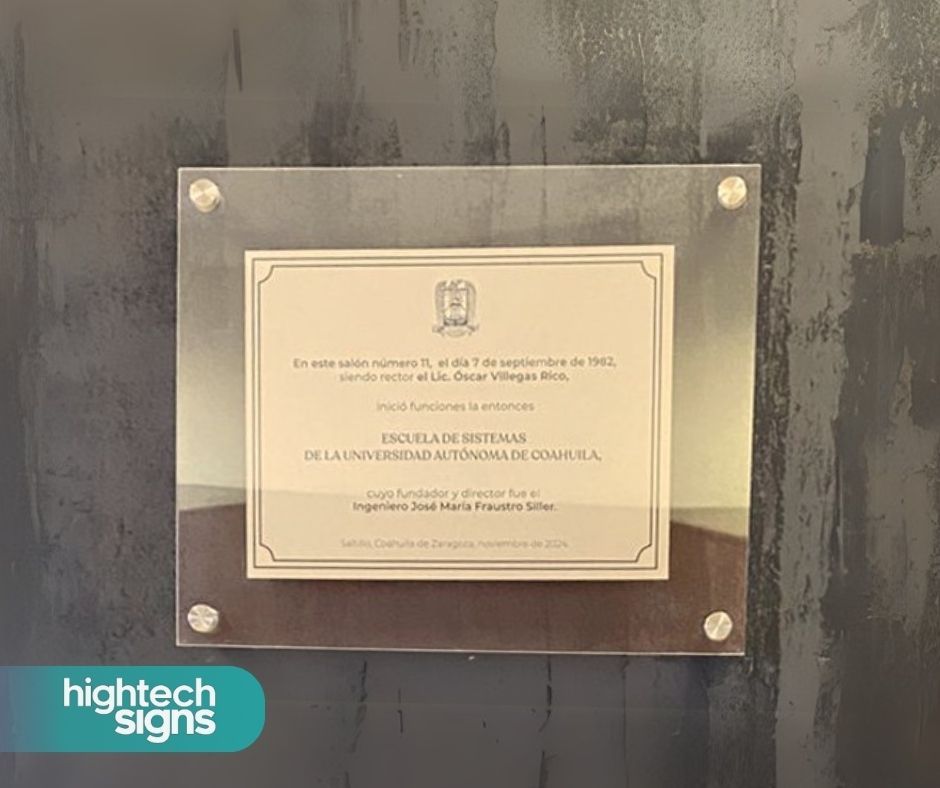 En este salón número 11, el día 7 de septiembre de 1982,
siendo rector el Lic. Óscar Villegas Rico,
inició funciones la entonces
ESCUELA DE SISTEMAS
DE LA UNIVERSIDAD AUTÓNOMA DE COAHUILA,
cuyo fundador y director fue el
Ingeniero José María Fraustro Siller.
Saltillo, Coahuila de Zaragoza, noviembre de 2024.
hightech
signs